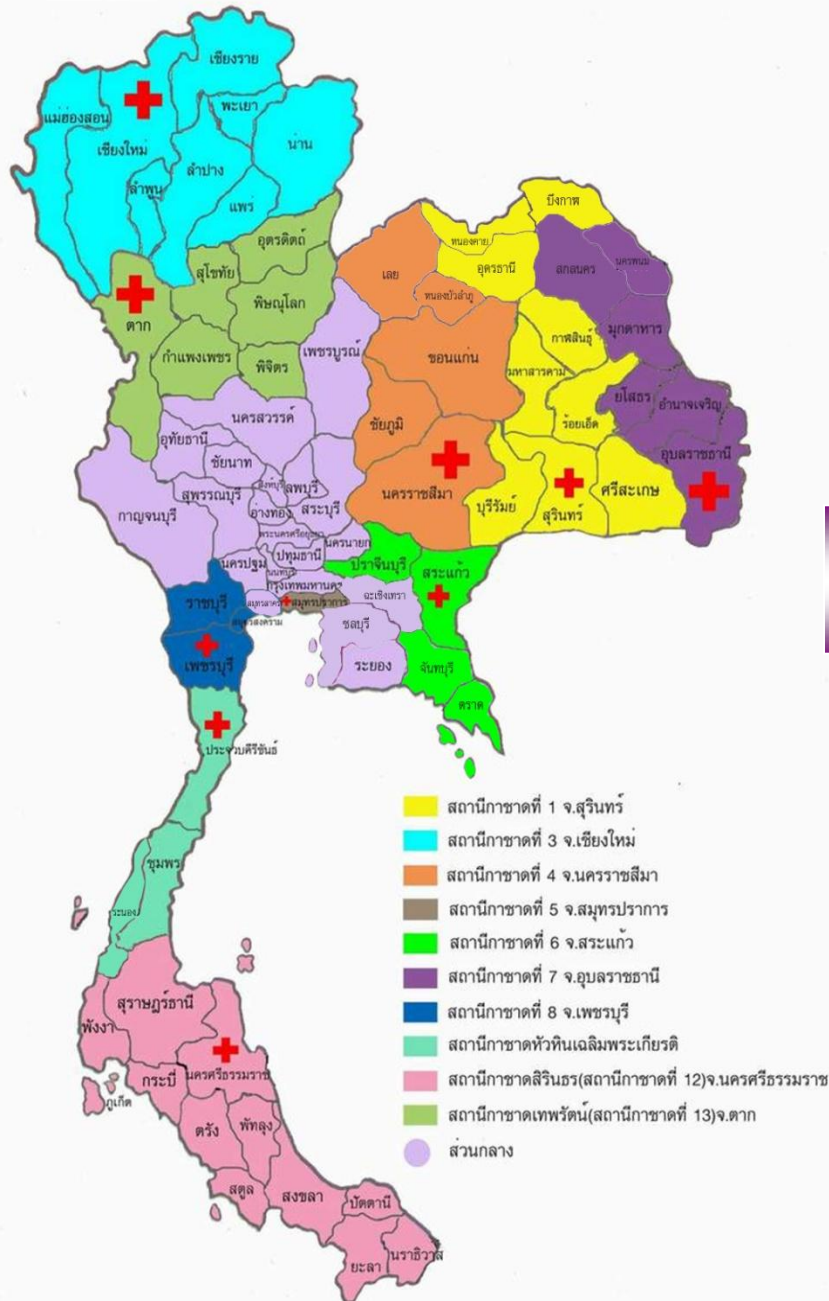 เชียงราย
พะเยา
แม่ฮ่องสอน
เชียงใหม่
น่าน
ลำปาง
ลำพูน
แพร่
บึงกาฬ
อุตรดิตถ์
หนองคาย
สุโขทัย
เลย
อุดรธานี
สกลนคร
นครพนม
หนองบัวลำภู
ตาก
พิษณุโลก
มุกดาหาร
กาฬสินธุ์
เพชรบูรณ์
ขอนแก่น
กำแพงเพชร
พิจิตร
มหาสารคาม
ยโสธร
อำนาจเจริญ
นครสวรรค์
ชัยภูมิ
ร้อยเอ็ด
อุทัยธานี
อุบลราชธานี
ชัยนาท
สิงห์บุรี
ลพบุรี
นครราชสีมา
ศรีสะเกษ
สุพรรณบุรี
บุรีรัมย์
กาญจนบุรี
อ่างทอง
สระบุรี
สุรินทร์
พระนครศรีอยุธยา
นครนายก
นครปฐม
ปทุมธานี
ปราจีนบุรี
สระแก้ว
นนทบุรี
กรุงเทพมหานคร
ฉะเชิงเทรา
ราชบุรี
สมุทรสาคร
สมุทรปราการ
สมุทรสงคราม
ชลบุรี
เพชรบุรี
ระยอง
จันทบุรี
ตราด
ประจวบคีรีขันธ์
ชุมพร
ระนอง
สุราษฎร์ธานี
พังงา
กระบี่
นครศรีธรรมราช
ภูเก็ต
ตรัง
พัทลุง
สตูล
สงขลา
ปัตตานี
นราธิวาส
ยะลา
สถานีกาชาดที่ 1 จ.สุรินทร์
สถานีกาชาดที่ 3 จ.เชียงใหม่
สถานีกาชาดที่ 4 จ.นครราชสีมา
สถานีกาชาดที่ 5 จ.สมุทรปราการ
สถานีกาชาดที่ 6 จ.สระแก้ว
สถานีกาชาดที่ 7 จ.อุบลราชธานี
สถานีกาชาดที่ 8 จ.เพชรบุรี
สถานีกาชาดหัวหินเฉลิมพระเกียรติ
สถานีกาชาดสิรินธร(สถานีกาชาดที่ 12)จ.นครศรีธรรมราช
สถานีกาชาดเทพรัตน์(สถานีกาชาดที่ 13)จ.ตาก
ส่วนกลาง